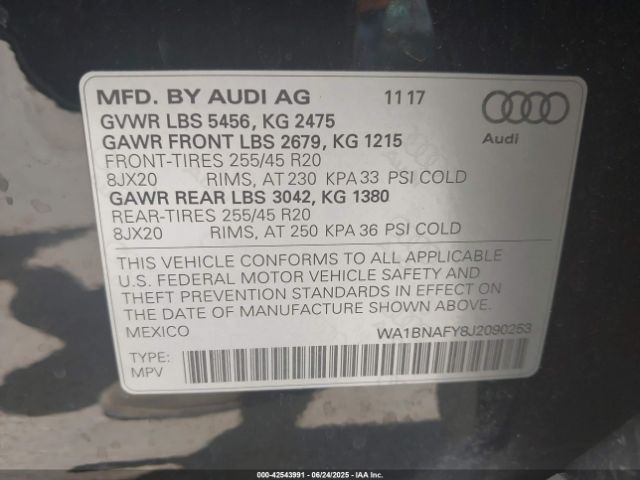 MFD. BY AUDI AG 11 17
GVWR LBS 5456, KG 2475
GAWR FRONT LBS 2679, KG 1215
FRONT-TIRES 255/45 R20
8JX20 RIMS, AT 230 KPA 33 PSI COLD
GAWR REAR LBS 3042, KG 1380
REAR-TIRES 255/45 R20
8JX20 RIMS, AT 250 KPA 36 PSI COLD
Audi
THIS VEHICLE CONFORMS TO ALL APPLICABLE
U.S. FEDERAL MOTOR VEHICLE SAFETY AND
THEFT PREVENTION STANDARDS IN EFFECT ON
THE DATE OF MANUFACTURE SHOWN ABOVE.
MEXICO WA1BNAFY8J2090253
TYPE:
MPV
000-42543991 - 06/24/2025 - IAAI